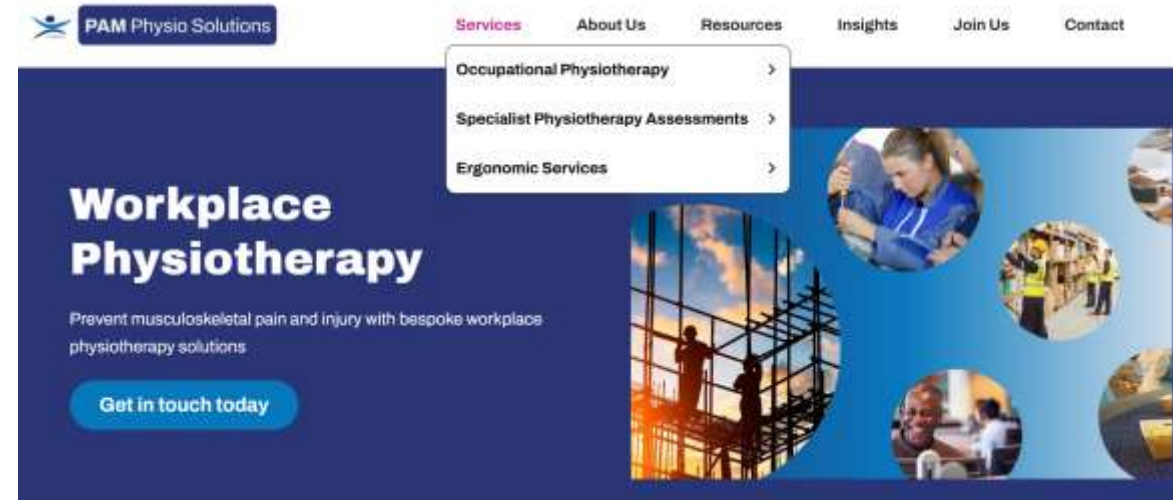 PAM Physio Solutions
Services About Us Resources Insights Join Us Contact
Occupational Physiotherapy
Specialist Physiotherapy Assessments
Ergonomic Services
Workplace
Physiotherapy
Prevent musculoskeletal pain and injury with bespoke workplace
physiotherapy solutions
Get in touch today